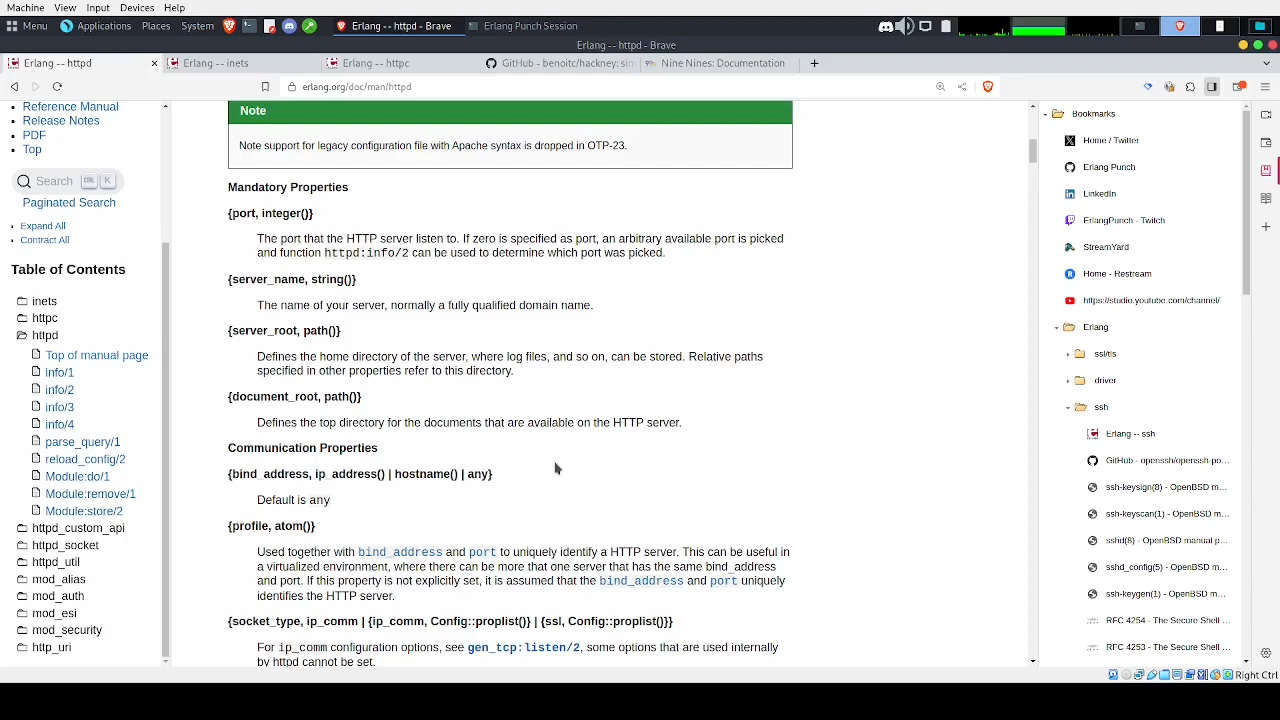 Machine View Input Devices Help
Menu Applications Places System Erlang -- httpd - Brave Erlang Punch Session
Erlang -- httpd - Brave
Erlang -- httpd Erlang -- inets Erlang -- httpc GitHub - benoitc/hackney: sim Nine Nines: Documentation
erlang.org/doc/man/httpd
Reference Manual
Release Notes
PDF
Top
Search K
Paginated Search
Expand All
Contract All
Table of Contents
inets
httpc
httpd
Top of manual page
info/1
info/2
info/3
info/4
parse_query/1
reload_config/2
Module:do/1
Module:remove/1
Module:store/2
httpd_custom_api
httpd_socket
httpd_util
mod_alias
mod_auth
mod_esi
mod_security
http_uri
Note
Note support for legacy configuration file with Apache syntax is dropped in OTP-23.
Mandatory Properties
{port, integer()}
The port that the HTTP server listen to. If zero is specified as port, an arbitrary available port is picked
and function httpd:info/2 can be used to determine which port was picked.
{server_name, string()}
The name of your server, normally a fully qualified domain name.
{server_root, path()}
Defines the home directory of the server, where log files, and so on, can be stored. Relative paths
specified in other properties refer to this directory.
{document_root, path()}
Defines the top directory for the documents that are available on the HTTP server.
Communication Properties
{bind_address, ip_address() | hostname() | any}
Default is any
{profile, atom()}
Used together with bind_address and port to uniquely identify a HTTP server. This can be useful in
a virtualized environment, where there can be more that one server that has the same bind_address
and port. If this property is not explicitly set, it is assumed that the bind_address and port uniquely
identifies the HTTP server.
{socket_type, ip_comm | {ip_comm, Config::proplist()} | {ssl, Config::proplist()}}
For ip_comm configuration options, see gen_tcp:listen/2, some options that are used internally
by httpd cannot be set.
Bookmarks
Home / Twitter
Erlang Punch
LinkedIn
ErlangPunch - Twitch
StreamYard
Home - Restream
https://studio.youtube.com/channel/
Erlang
ssl/tls
driver
ssh
Erlang -- ssh
GitHub - openssh/openssh-po...
ssh-keysign(8) - OpenBSD m...
ssh-keyscan(1) - OpenBSD m...
sshd(8) - OpenBSD manual p...
sshd_config(5) - OpenBSD m...
ssh-keygen(1) - OpenBSD m...
RFC 4254 - The Secure Shell ...
RFC 4253 - The Secure Shell ...
Right Ctrl